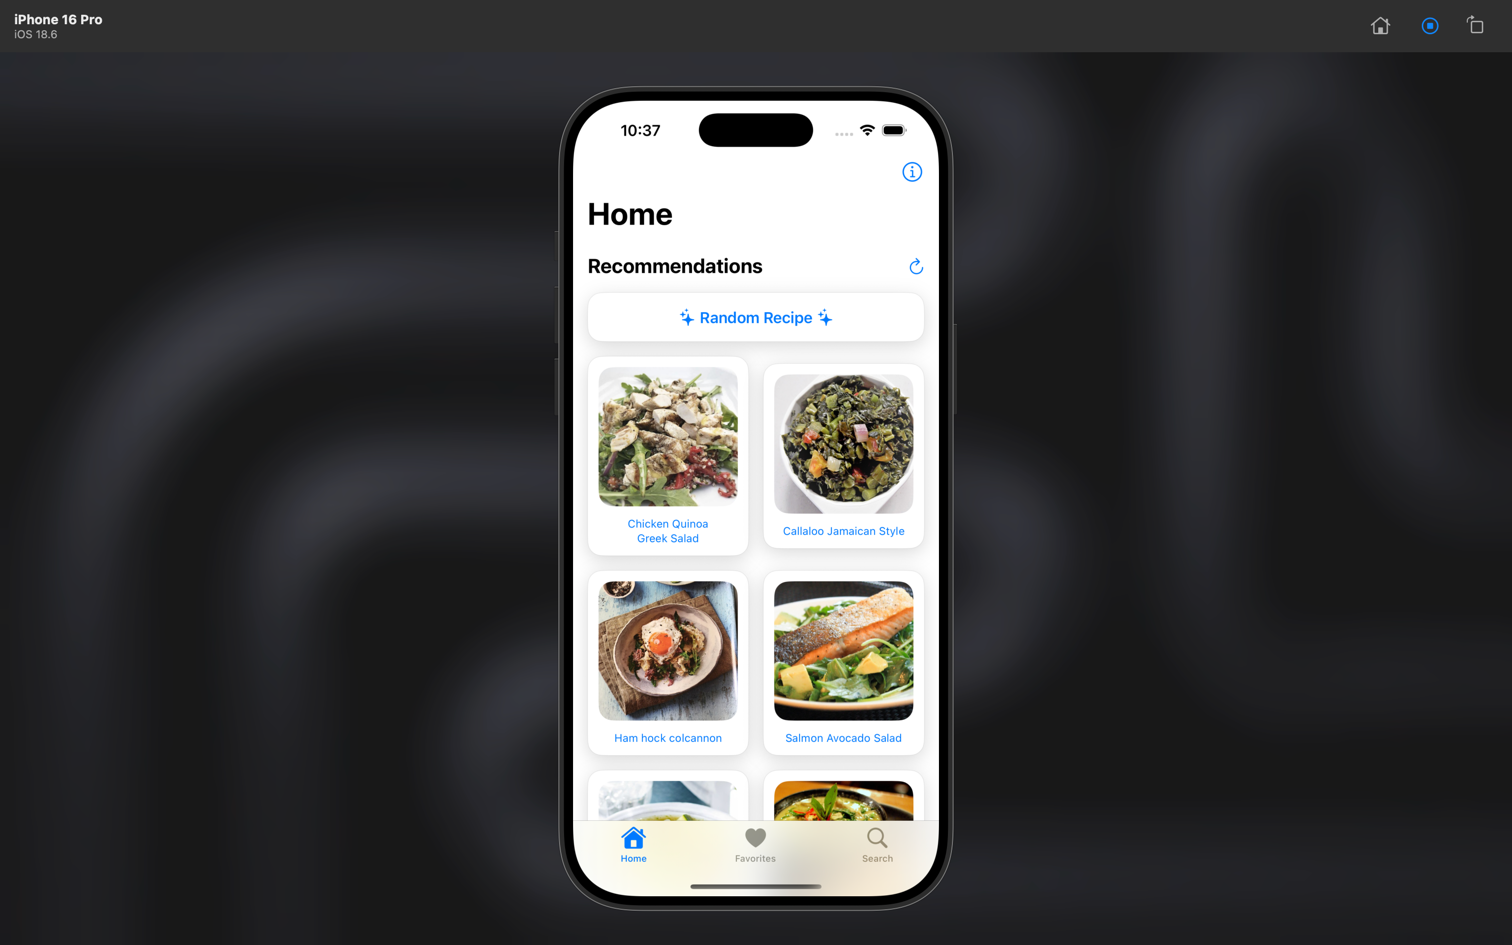 iPhone 16 Pro
iOS 18.6
10:37
Home
Recommendations
Random Recipe
Chicken Quinoa
Greek Salad
Callaloo Jamaican Style
Ham hock colcannon
Salmon Avocado Salad
Home
Favorites
Search